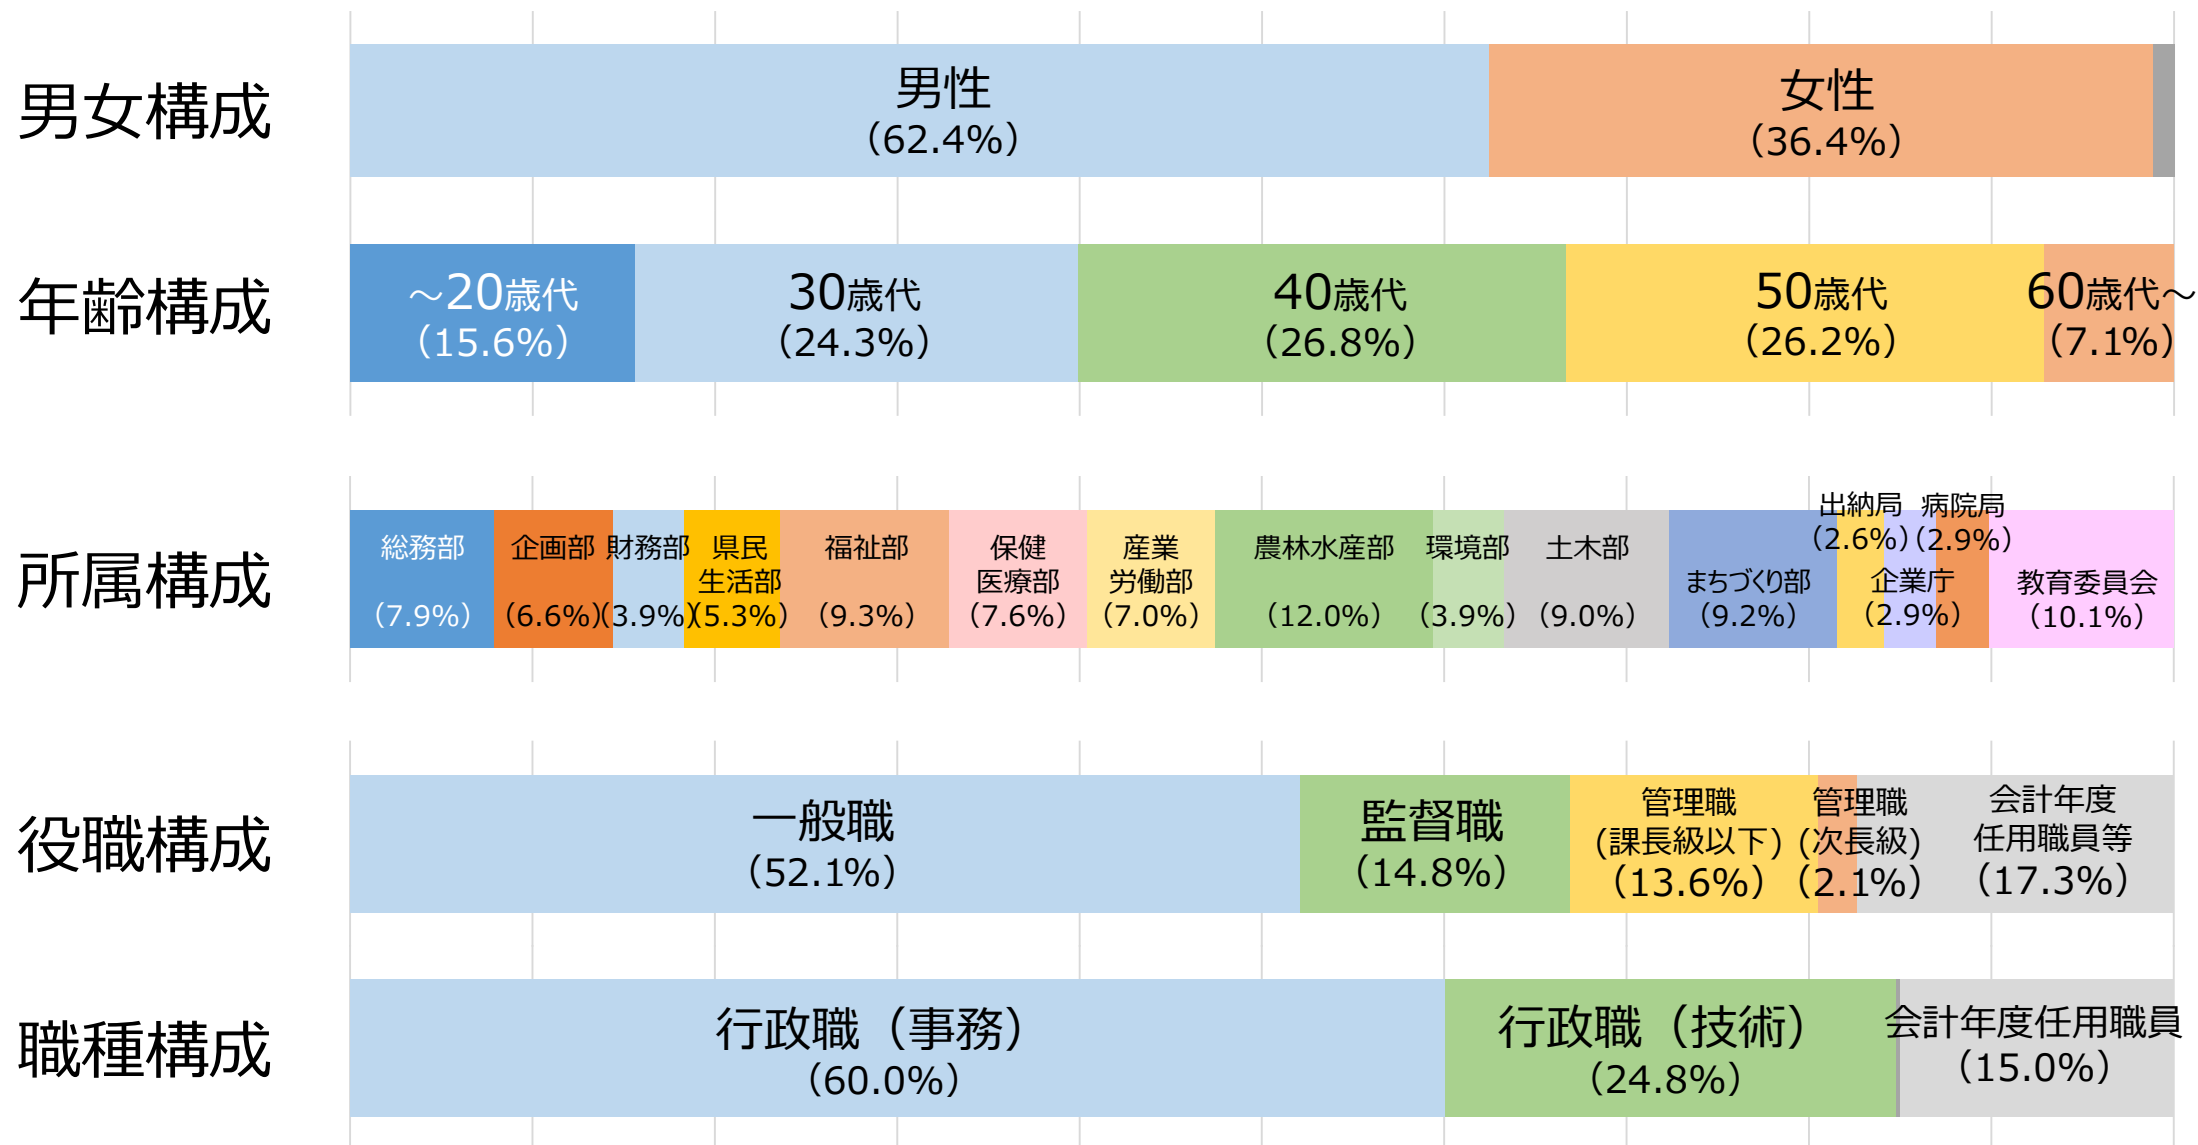 男女構成
男性
（62.4%）
女性
（36.4%）
年齢構成
～20歳代
（15.6%）
30歳代
（24.3%）
40歳代
（26.8%）
50歳代
（26.2%）
60歳代～
（7.1%）
所属構成
総務部
（7.9%）
企画部
（6.6%）
財務部
（3.9%）
県民
生活部
（5.3%）
福祉部
（9.3%）
保健
医療部
（7.6%）
産業
労働部
（7.0%）
農林水産部
（12.0%）
環境部
（3.9%）
土木部
（9.0%）
まちづくり部
（9.2%）
出納局
（2.6%）
企業庁
（2.9%）
病院局
（2.9%）
教育委員会
（10.1%）
役職構成
一般職
（52.1%）
監督職
（14.8%）
管理職
(課長級以下)
（13.6%）
管理職
(次長級)
（2.1%）
会計年度
任用職員等
（17.3%）
職種構成
行政職（事務）
（60.0%）
行政職（技術）
（24.8%）
会計年度任用職員
（15.0%）